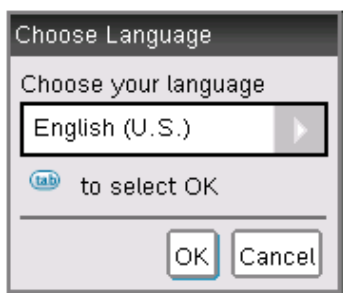 Choose Language
Choose your language
English (U.S.)
tab to select OK
OK Cancel